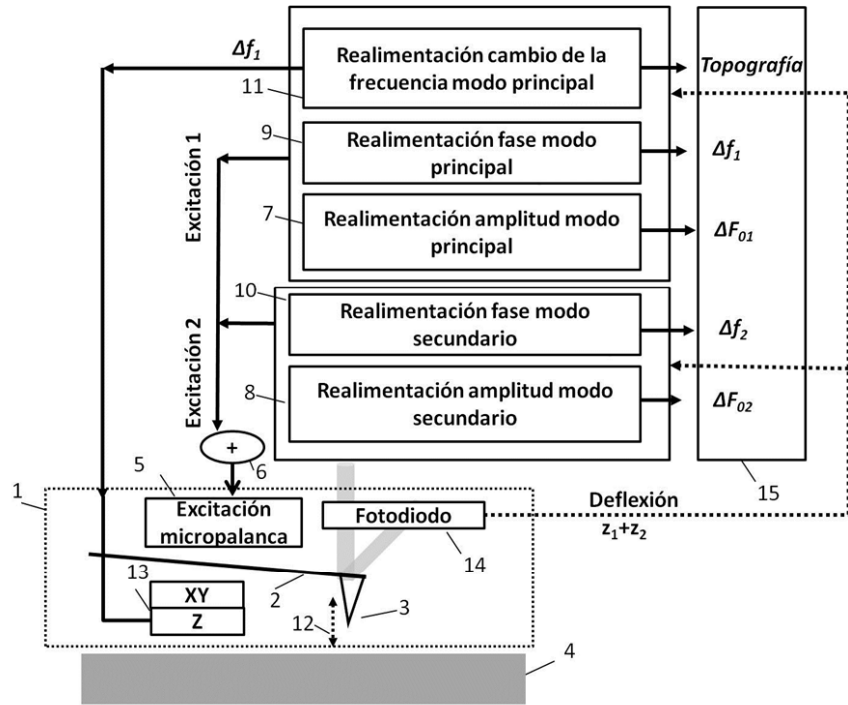 Δf1
Realimentación cambio de la
frecuencia modo principal
11
Topografía
Excitación 1
9
Realimentación fase modo
principal
Δf1
7
Realimentación amplitud modo
principal
ΔF01
Excitación 2
10
Realimentación fase modo
secundario
Δf2
8
Realimentación amplitud modo
secundario
ΔF02
+
6
15
1
5
Excitación
micropalanca
Fotodiodo
14
Deflexión
z1+z2
13
XY
Z
2
12
3
4